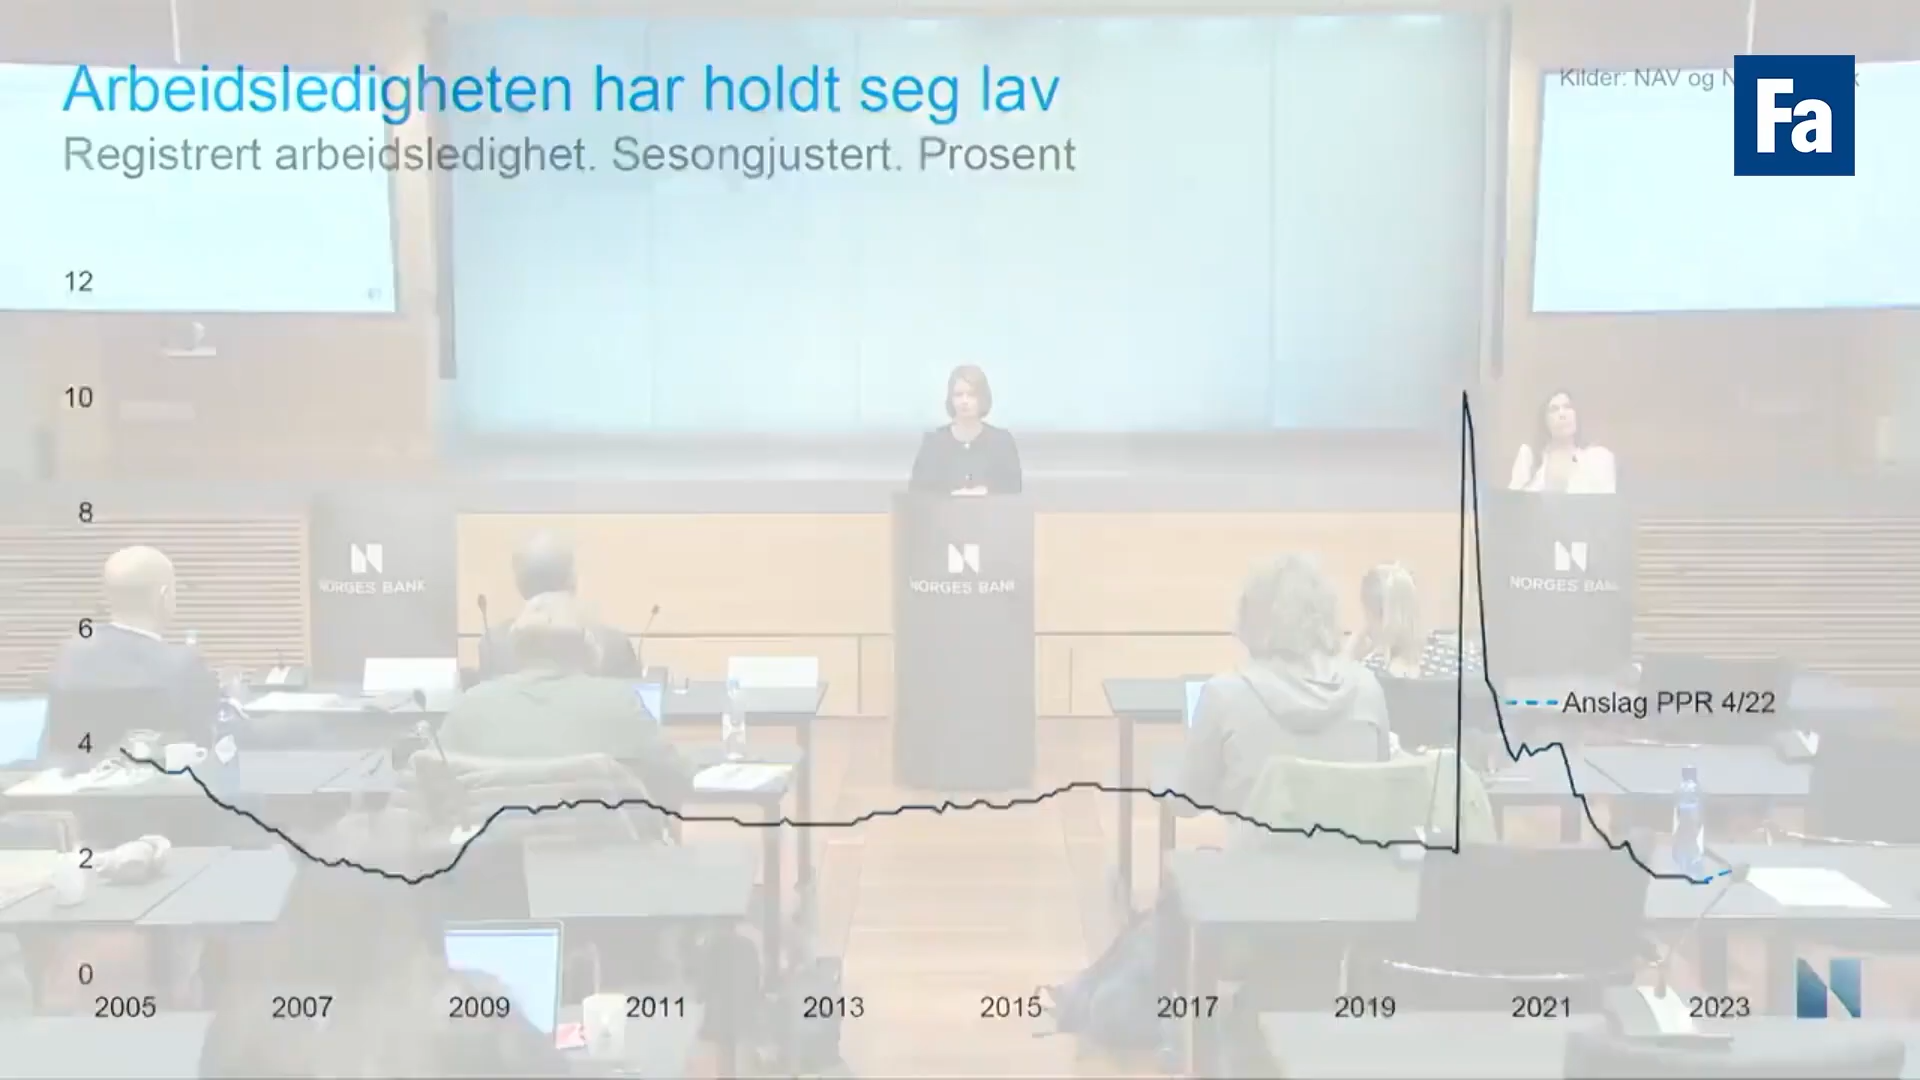 Arbeidsledigheten har holdt seg lav
Registrert arbeidsledighet. Sesongjustert. Prosent
Kilder: NAV og
Fa
12
10
8
6
4
2
0
Anslag PPR 4/22
NORGES BANK
NORGES BANK
NORGES BANK
2005 2007 2009 2011 2013 2015 2017 2019 2021 2023